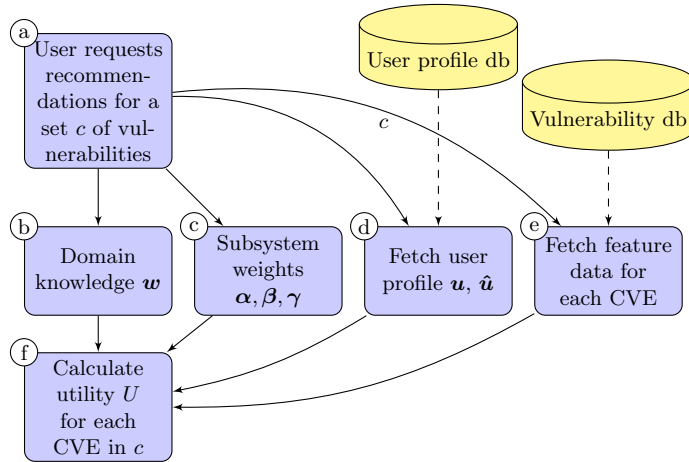 a
User requests
recommen-
dations for a
set c of vul-
nerabilities
User profile db
Vulnerability db
c
b
Domain
knowledge w
c
Subsystem
weights
α, β, γ
d
Fetch user
profile u, û
e
Fetch feature
data for
each CVE
f
Calculate
utility U
for each
CVE in c